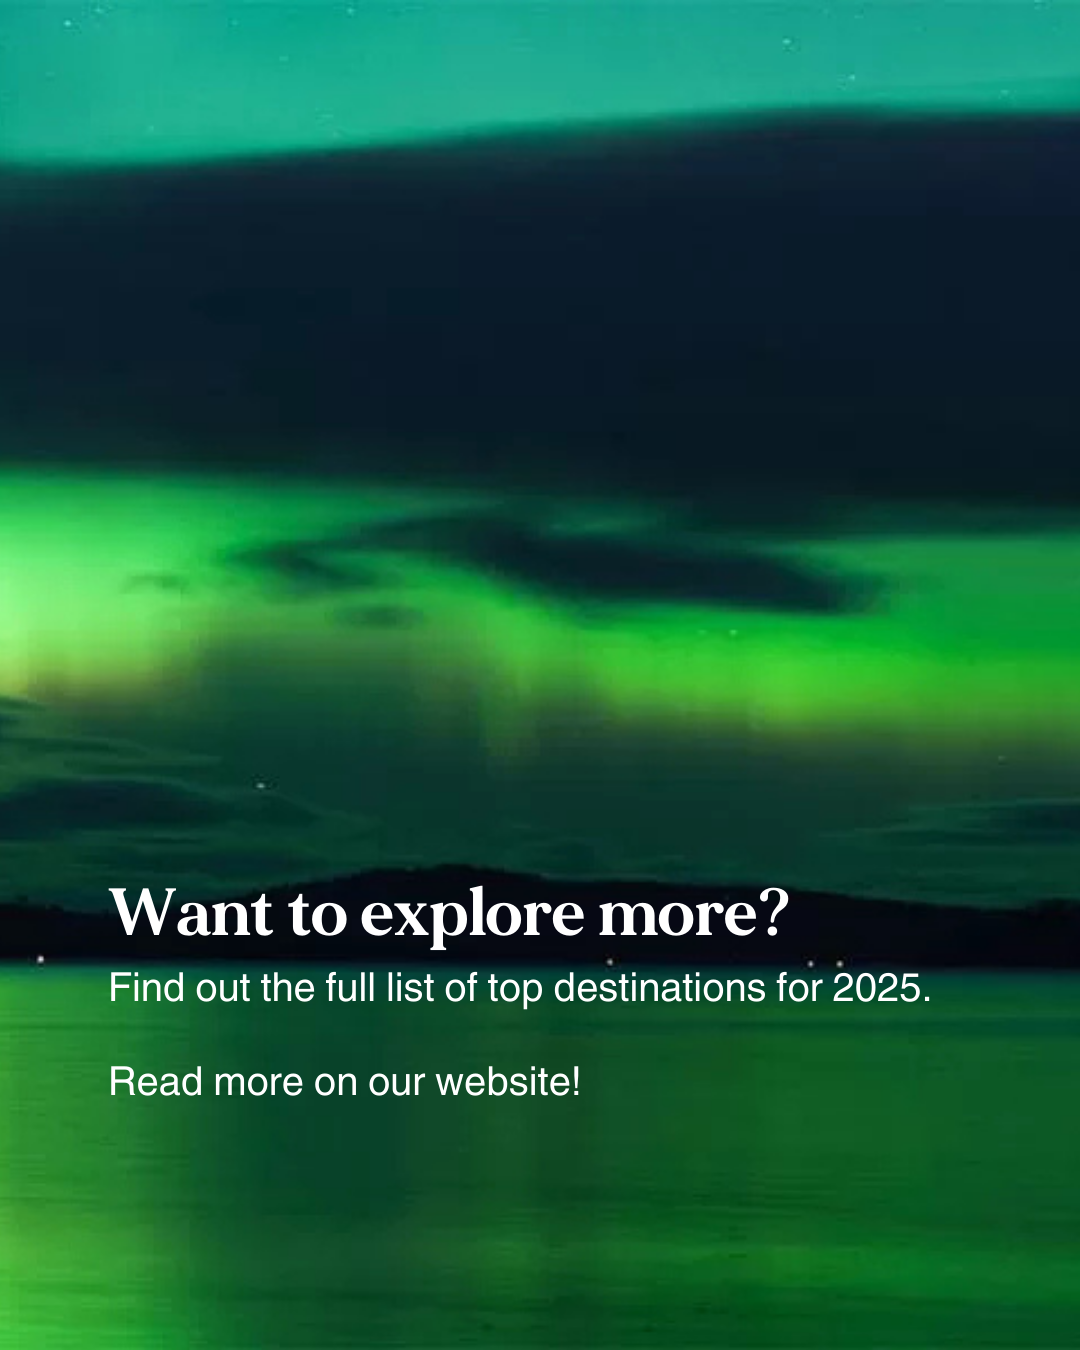 Want to explore more?
Find out the full list of top destinations for 2025.
Read more on our website!